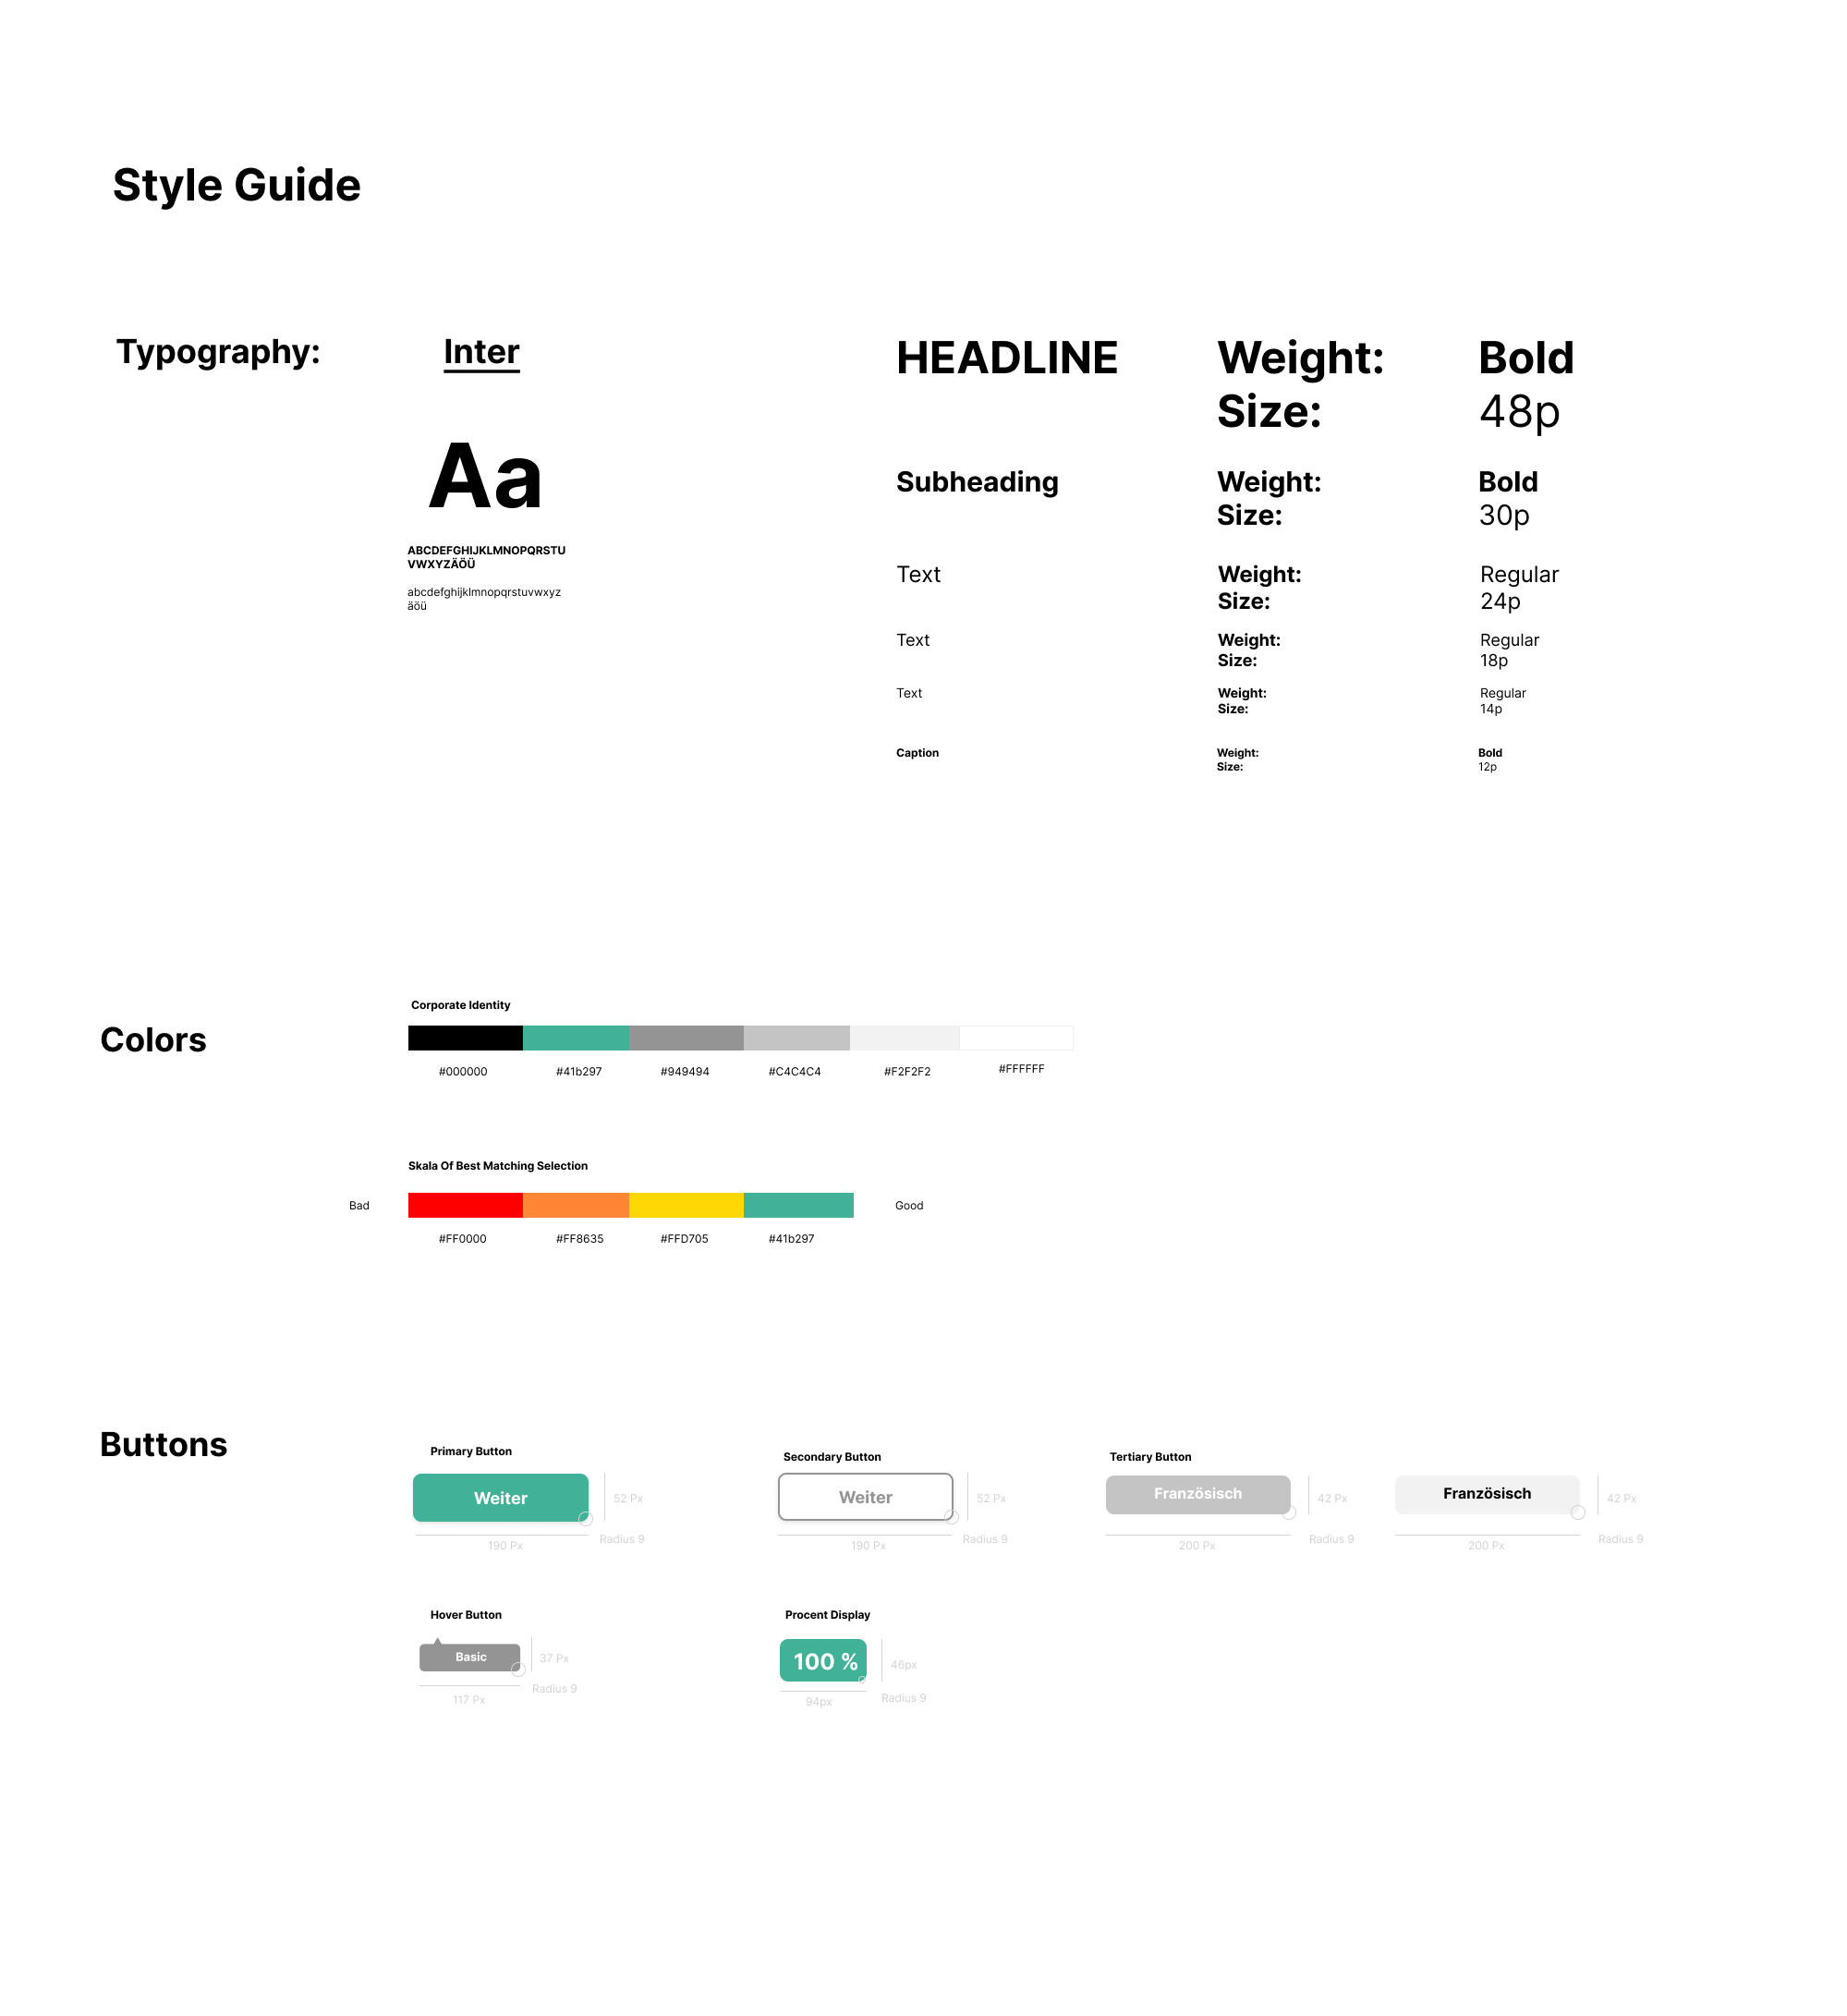 Style Guide
Typography:
Inter
Aa
ABCDEFGHIJKLMNOPQRSTU
VWXYZÄÖÜ
abcdefghijklmnopqrstuvwxyz
äöü
HEADLINE Weight: Bold
Size: 48p
Subheading Weight: Bold
Size: 30p
Text Weight: Regular
Size: 24p
Text Weight: Regular
Size: 18p
Text Weight: Regular
Size: 14p
Caption Weight: Bold
Size: 12p
Colors
Corporate Identity
#000000 #41b297 #949494 #C4C4C4 #F2F2F2 #FFFFFF
Skala Of Best Matching Selection
Bad Good
#FF0000 #FF8635 #FFD705 #41b297
Buttons
Primary Button
Weiter
52 Px
190 Px
Radius 9
Secondary Button
Weiter
52 Px
190 Px
Radius 9
Tertiary Button
Französisch
42 Px
200 Px
Radius 9
Französisch
42 Px
200 Px
Radius 9
Hover Button
Basic
37 Px
117 Px
Radius 9
Procent Display
100 %
46px
94px
Radius 9